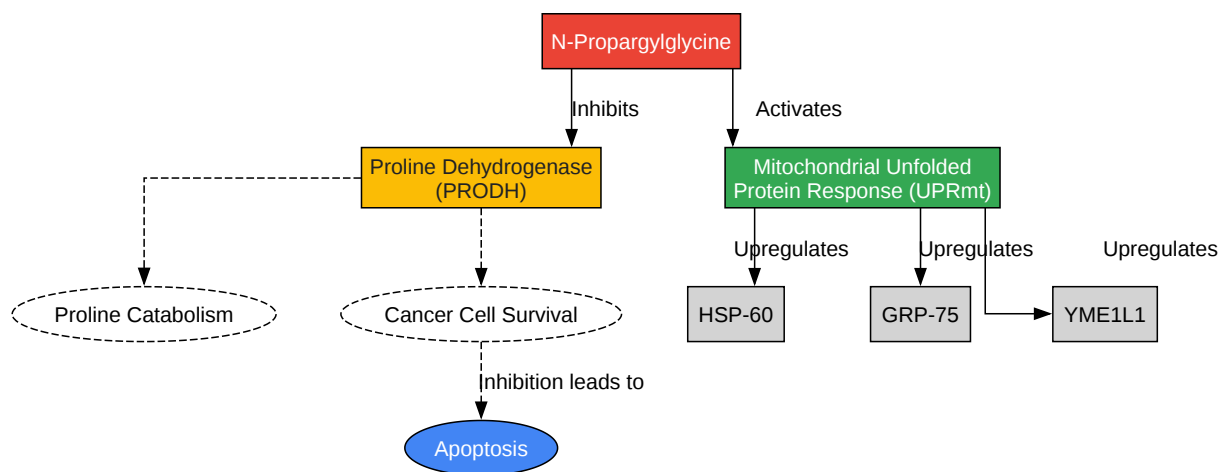 N-Propargylglycine
Inhibits
Activates
Proline Dehydrogenase
(PRODH)
Mitochondrial Unfolded
Protein Response (UPRmt)
Upregulates
Upregulates
Upregulates
Proline Catabolism
Cancer Cell Survival
HSP-60
GRP-75
YME1L1
Inhibition leads to
Apoptosis